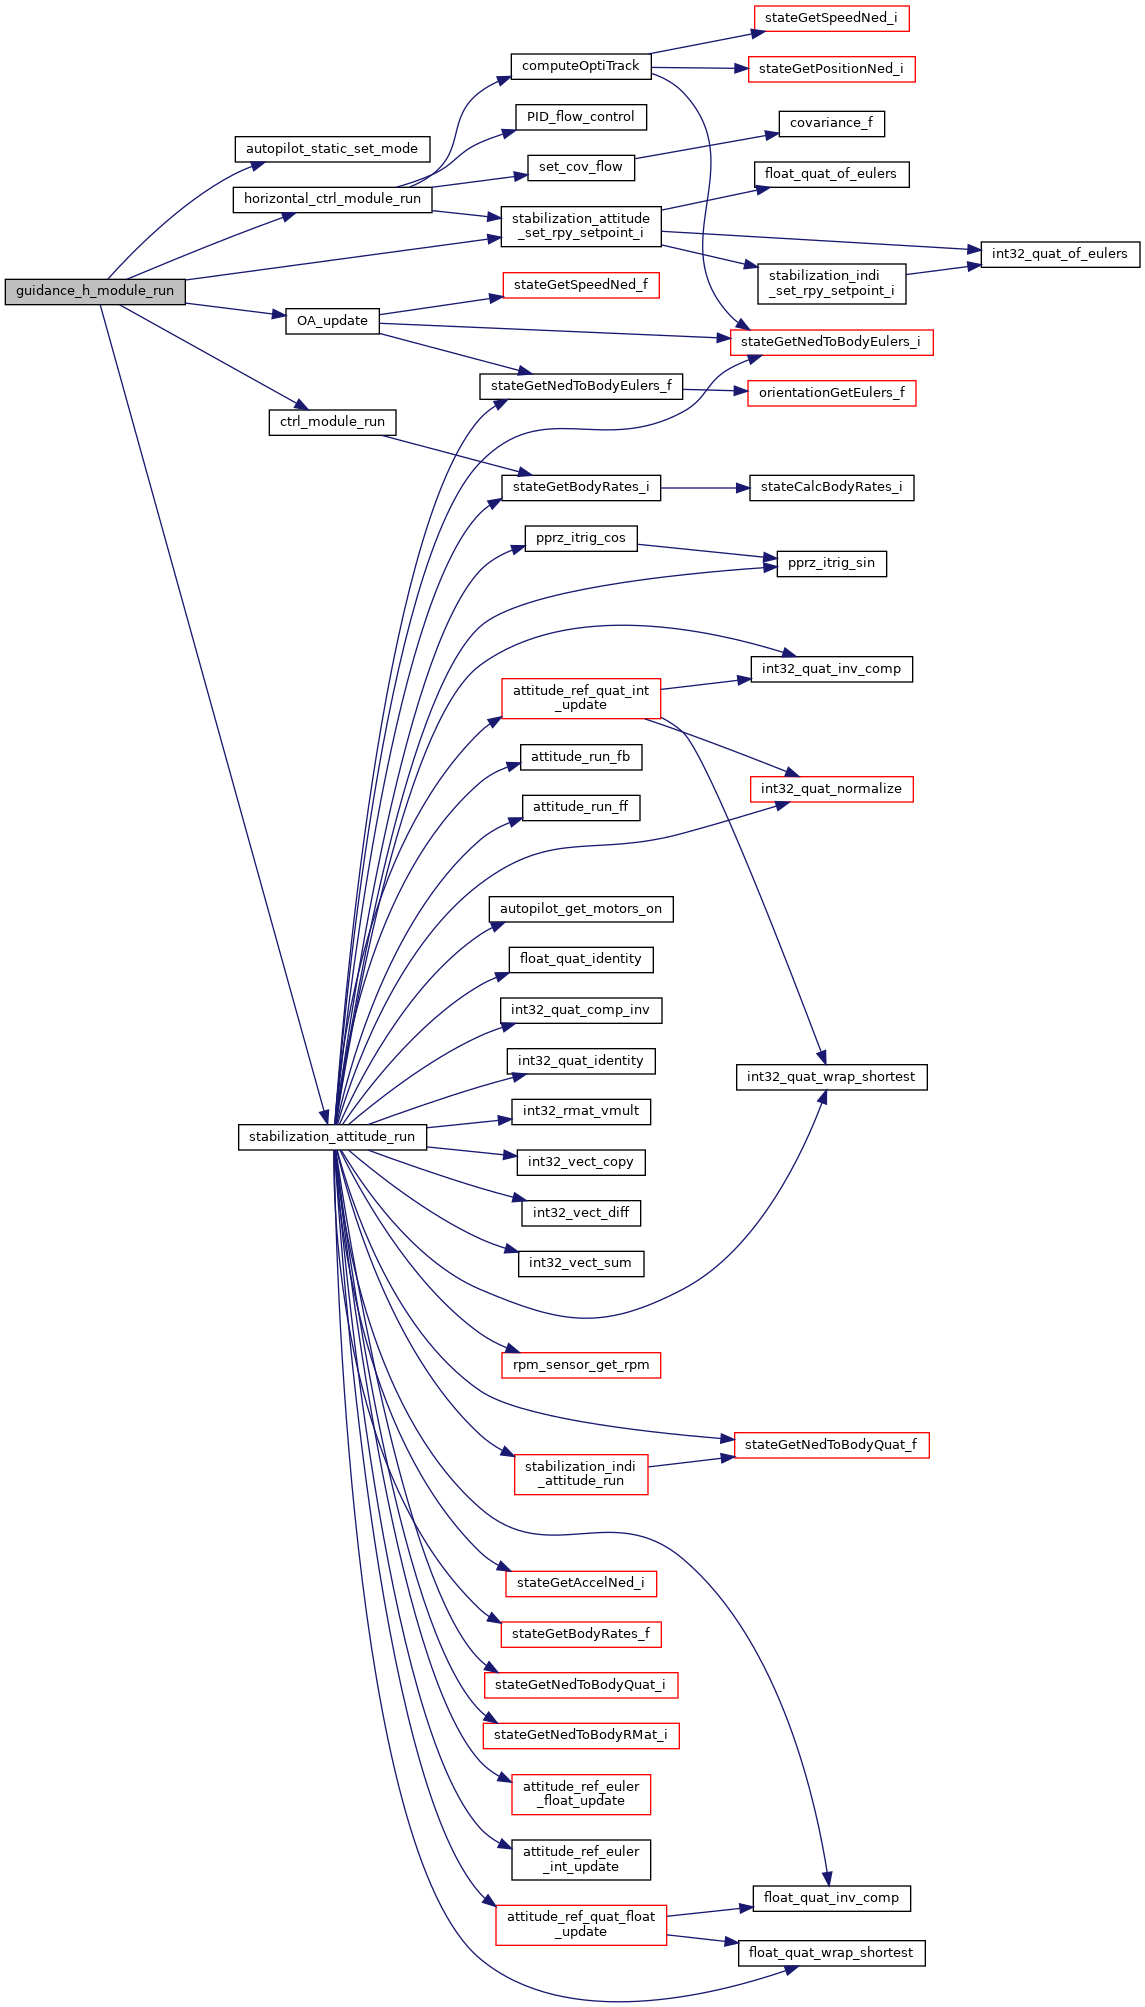 stateGetSpeedNed_i
computeOptiTrack
stateGetPositionNed_i
PID_flow_control
covariance_f
autopilot_static_set_mode
set_cov_flow
float_quat_of_eulers
horizontal_ctrl_module_run
stabilization_attitude
_set_rpy_setpoint_i
int32_quat_of_eulers
stabilization_indi
_set_rpy_setpoint_i
guidance_h_module_run
stateGetSpeedNed_f
OA_update
stateGetNedToBodyEulers_i
stateGetNedToBodyEulers_f
orientationGetEulers_f
ctrl_module_run
stateGetBodyRates_i
stateCalcBodyRates_i
pprz_itrig_cos
pprz_itrig_sin
int32_quat_inv_comp
attitude_ref_quat_int
_update
attitude_run_fb
int32_quat_normalize
attitude_run_ff
autopilot_get_motors_on
float_quat_identity
int32_quat_comp_inv
int32_quat_identity
int32_quat_wrap_shortest
int32_rmat_vmult
stabilization_attitude_run
int32_vect_copy
int32_vect_diff
int32_vect_sum
rpm_sensor_get_rpm
stateGetNedToBodyQuat_f
stabilization_indi
_attitude_run
stateGetAccelNed_i
stateGetBodyRates_f
stateGetNedToBodyQuat_i
stateGetNedToBodyRMat_i
attitude_ref_euler
_float_update
attitude_ref_euler
_int_update
float_quat_inv_comp
attitude_ref_quat_float
_update
float_quat_wrap_shortest